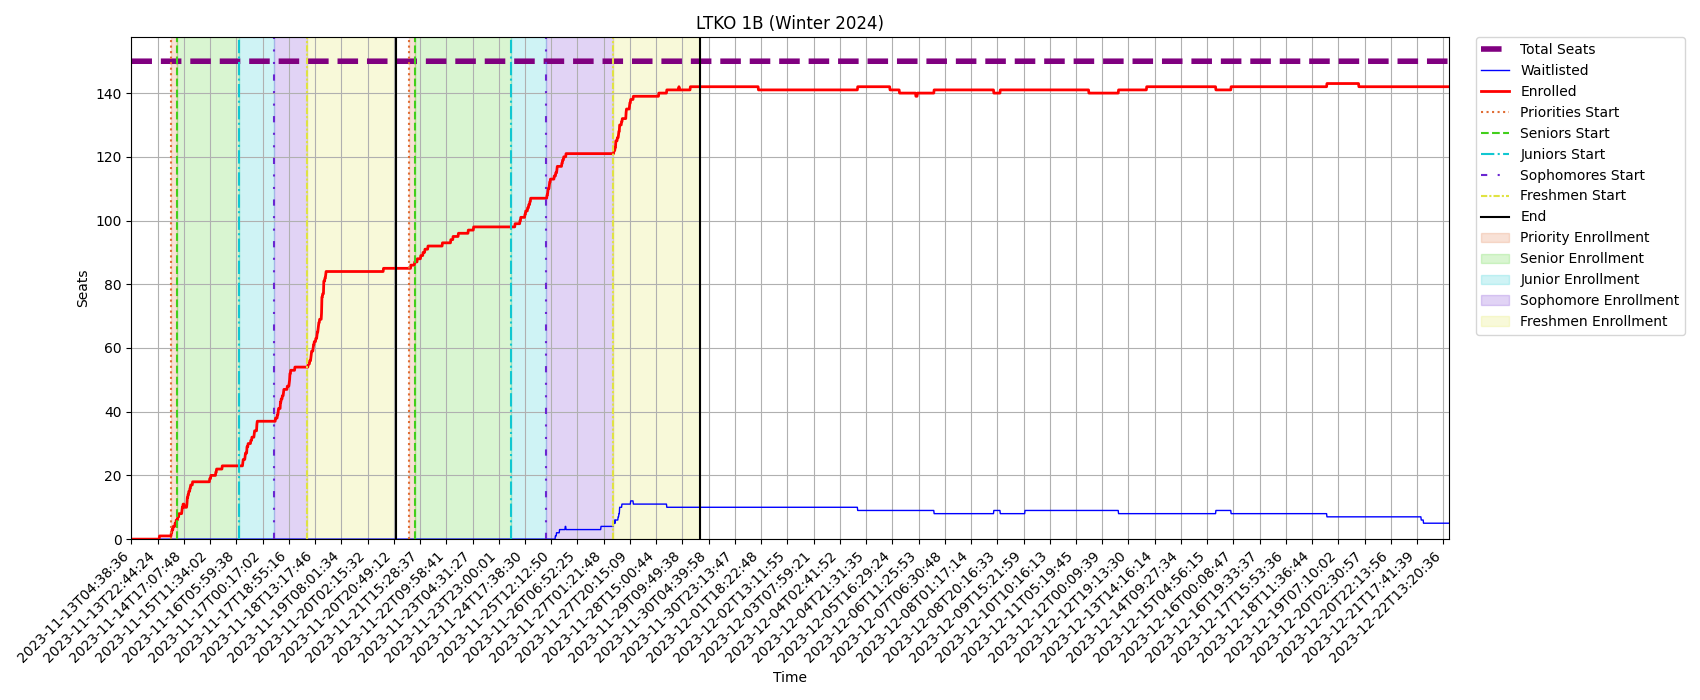 LTKO 1B (Winter 2024)
Seats
140
120
100
80
60
40
20
0
2023-11-13T04:38:36
2023-11-13T22:44:24
2023-11-14T17:07:48
2023-11-15T11:34:02
2023-11-16T05:59:38
2023-11-17T00:17:02
2023-11-17T18:55:16
2023-11-18T13:17:46
2023-11-19T08:01:34
2023-11-20T02:15:32
2023-11-20T20:49:12
2023-11-21T15:28:37
2023-11-22T09:58:41
2023-11-23T04:31:27
2023-11-23T23:00:01
2023-11-24T17:38:30
2023-11-25T12:12:50
2023-11-26T06:52:25
2023-11-27T01:21:48
2023-11-27T20:15:09
2023-11-28T15:00:44
2023-11-29T09:49:38
2023-11-30T04:39:58
2023-11-30T23:13:47
2023-12-01T18:22:48
2023-12-02T13:11:55
2023-12-03T07:59:21
2023-12-04T02:41:52
2023-12-04T21:31:35
2023-12-05T16:29:24
2023-12-06T11:25:53
2023-12-07T06:30:48
2023-12-08T01:17:14
2023-12-08T20:16:33
2023-12-09T15:21:59
2023-12-10T10:16:13
2023-12-11T05:19:45
2023-12-12T00:09:39
2023-12-12T19:13:30
2023-12-13T14:16:14
2023-12-14T09:27:34
2023-12-15T04:56:15
2023-12-16T00:08:47
2023-12-16T19:33:37
2023-12-17T15:53:36
2023-12-18T11:36:44
2023-12-19T07:10:02
2023-12-20T02:30:57
2023-12-20T22:13:56
2023-12-21T17:41:39
2023-12-22T13:20:36
Time
Total Seats
Waitlisted
Enrolled
Priorities Start
Seniors Start
Juniors Start
Sophomores Start
Freshmen Start
End
Priority Enrollment
Senior Enrollment
Junior Enrollment
Sophomore Enrollment
Freshmen Enrollment